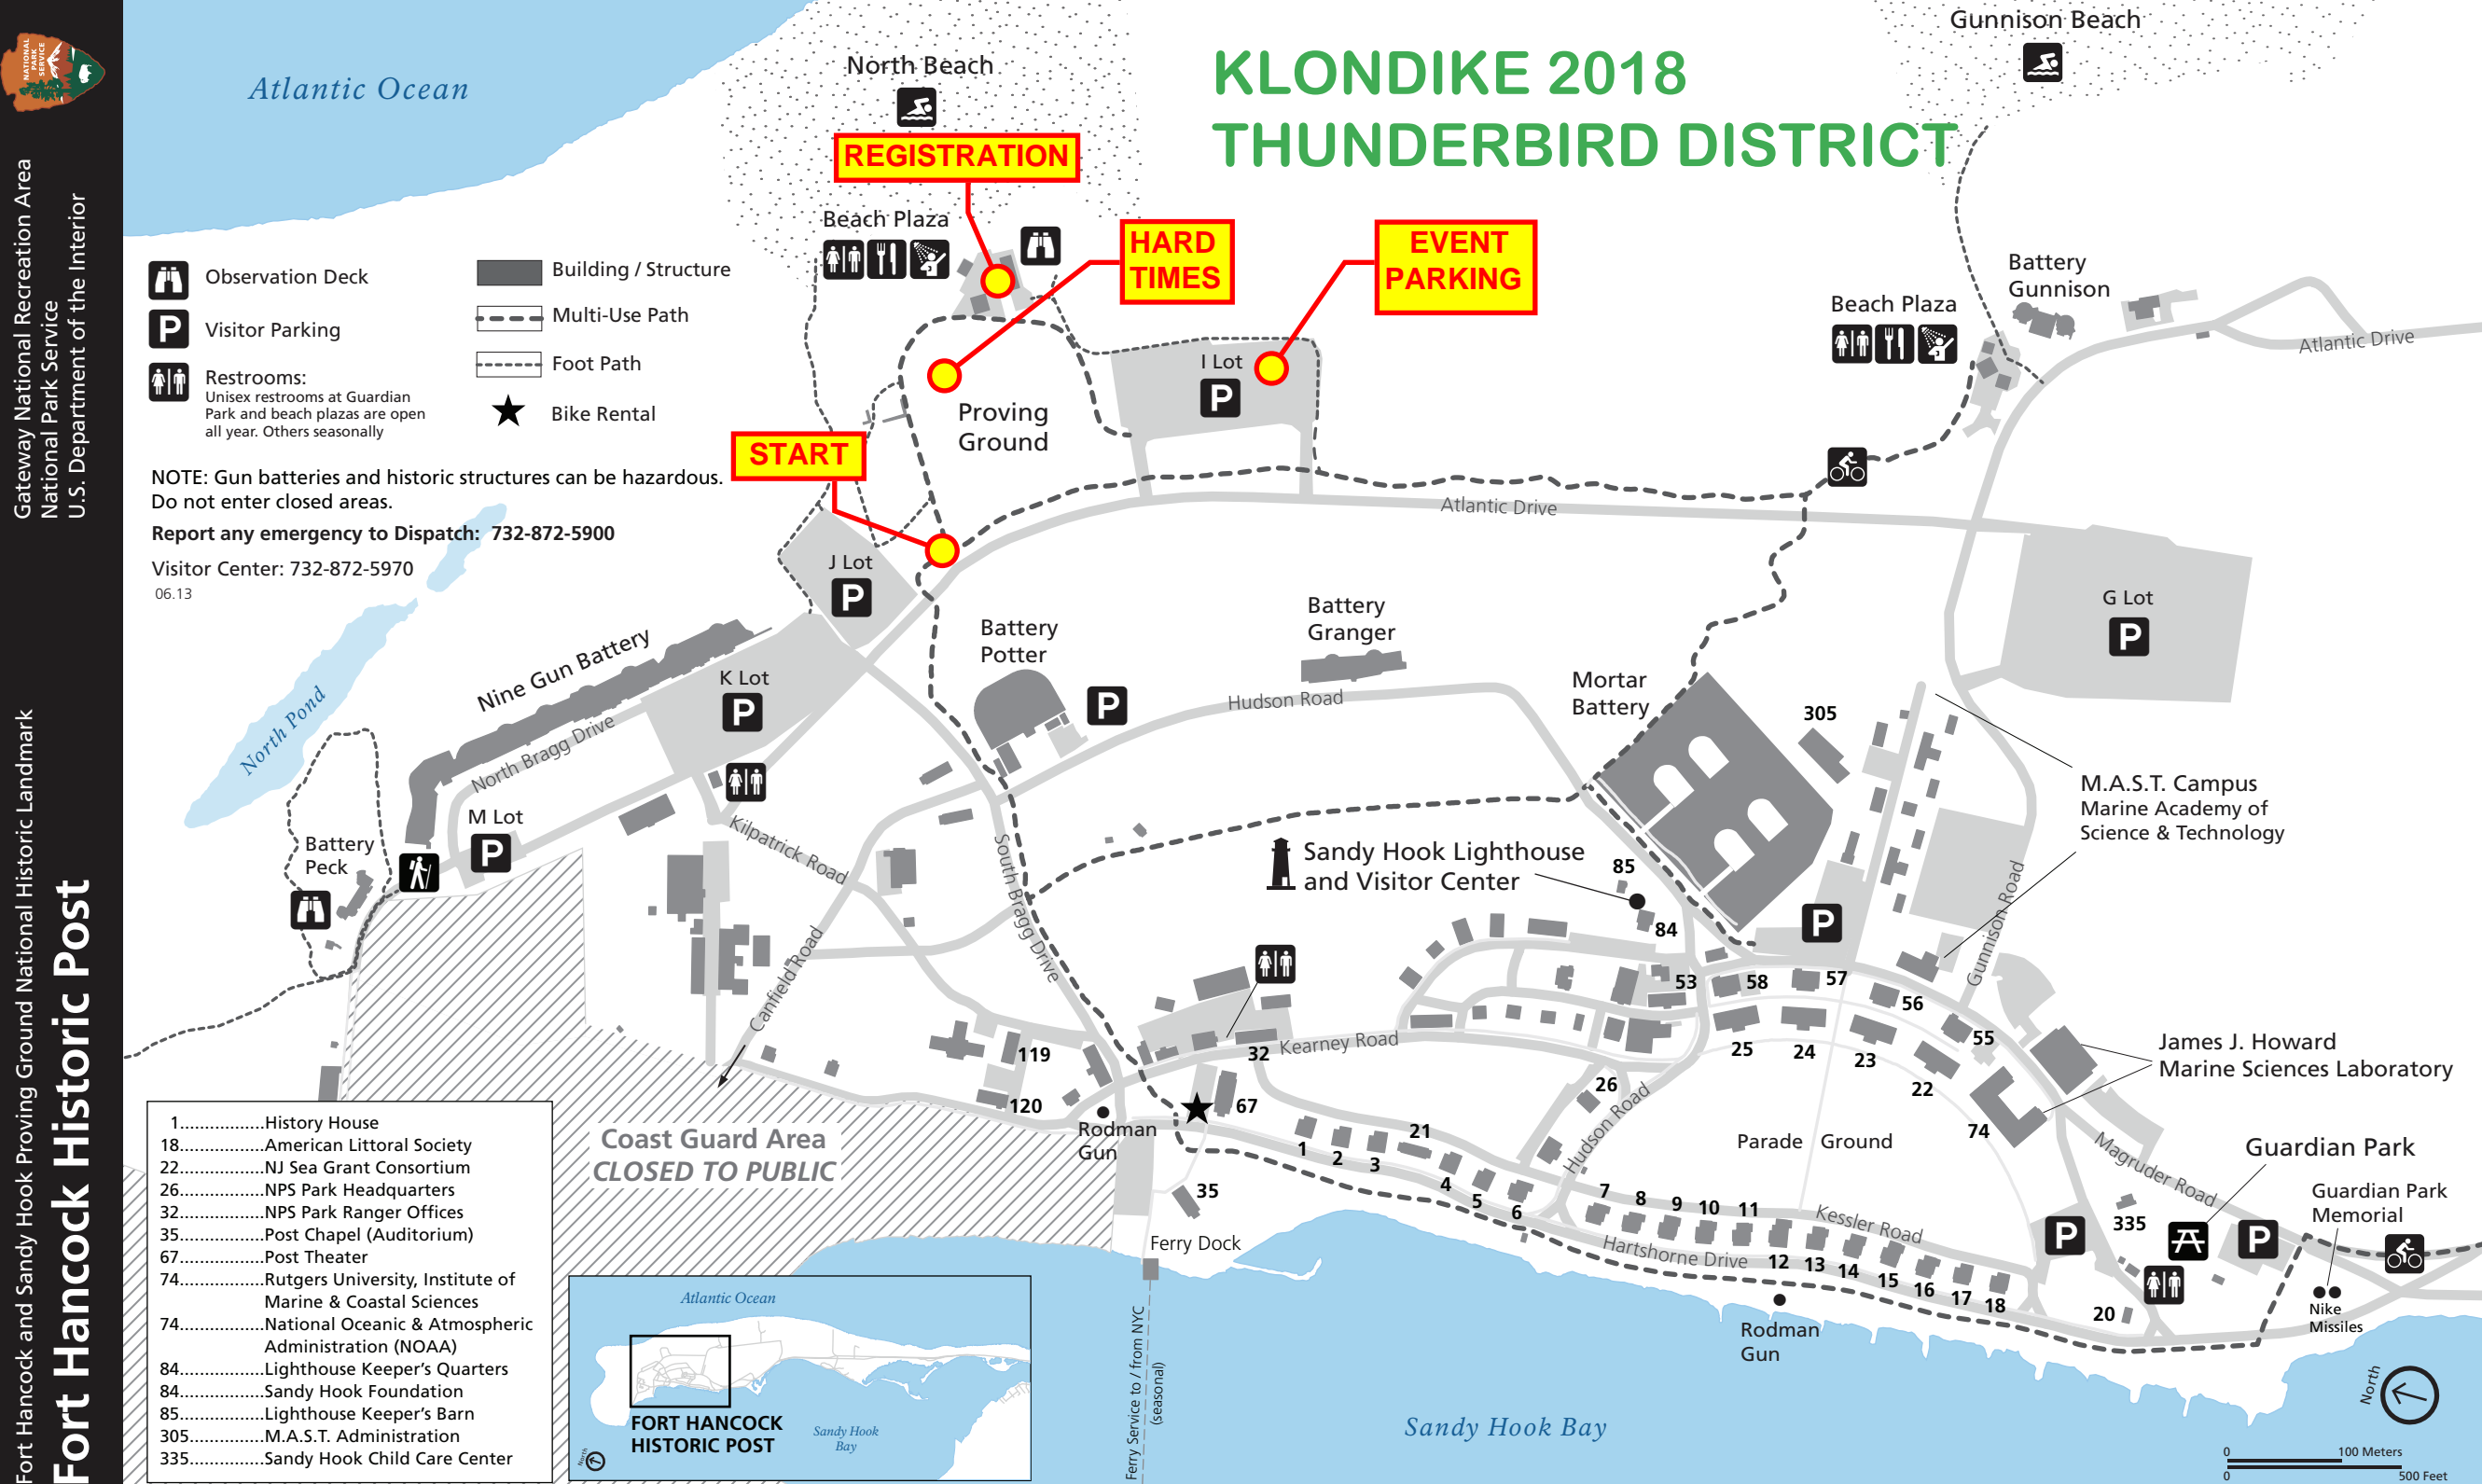 Fort Hancock and Sandy Hook Proving Ground National Historic Landmark
Fort Hancock Historic Post
Gateway National Recreation Area
National Park Service
U.S. Department of the Interior
NATIONAL
PARK
SERVICE
Atlantic Ocean
North Beach
KLONDIKE 2018
THUNDERBIRD DISTRICT
Gunnison Beach
REGISTRATION
Beach Plaza
HARD
TIMES
EVENT
PARKING
START
Observation Deck
P Visitor Parking
Restrooms:
Unisex restrooms at Guardian
Park and beach plazas are open
all year. Others seasonally
Building / Structure
Multi-Use Path
Foot Path
Bike Rental
NOTE: Gun batteries and historic structures can be hazardous.
Do not enter closed areas.
Report any emergency to Dispatch: 732-872-5900
Visitor Center: 732-872-5970
06.13
Proving
Ground
I Lot
P
Beach Plaza
Battery
Gunnison
Atlantic Drive
Atlantic Drive
J Lot
P
G Lot
P
North Pond
Nine Gun Battery
North Bragg Drive
K Lot
P
M Lot
P
Battery
Peck
Battery
Potter
P
Battery
Granger
Hudson Road
Mortar
Battery
305
M.A.S.T. Campus
Marine Academy of
Science & Technology
Kilpatrick Road
South Bragg Drive
Canfield Road
Sandy Hook Lighthouse
and Visitor Center
85
84
P
Gunnison Road
53
58
57
56
55
25
24
23
22
74
James J. Howard
Marine Sciences Laboratory
119
120
32
Kearney Road
67
Rodman
Gun
35
Ferry Dock
26
Hudson Road
21
1
2
3
4
5
6
7
8
9
10
11
12
13
14
15
16
17
18
Parade Ground
Kessler Road
Hartshorne Drive
Magruder Road
Guardian Park
Guardian Park
Memorial
335
P
P
20
Nike
Missiles
Rodman
Gun
Coast Guard Area
CLOSED TO PUBLIC
1.................History House
18.................American Littoral Society
22.................NJ Sea Grant Consortium
26.................NPS Park Headquarters
32.................NPS Park Ranger Offices
35.................Post Chapel (Auditorium)
67.................Post Theater
74.................Rutgers University, Institute of
Marine & Coastal Sciences
74.................National Oceanic & Atmospheric
Administration (NOAA)
84.................Lighthouse Keeper's Quarters
84.................Sandy Hook Foundation
85.................Lighthouse Keeper's Barn
305...............M.A.S.T. Administration
335...............Sandy Hook Child Care Center
Atlantic Ocean
FORT HANCOCK
HISTORIC POST
Sandy Hook
Bay
North
Ferry Service to / from NYC
(seasonal)
Sandy Hook Bay
North
0 100 Meters
0 500 Feet